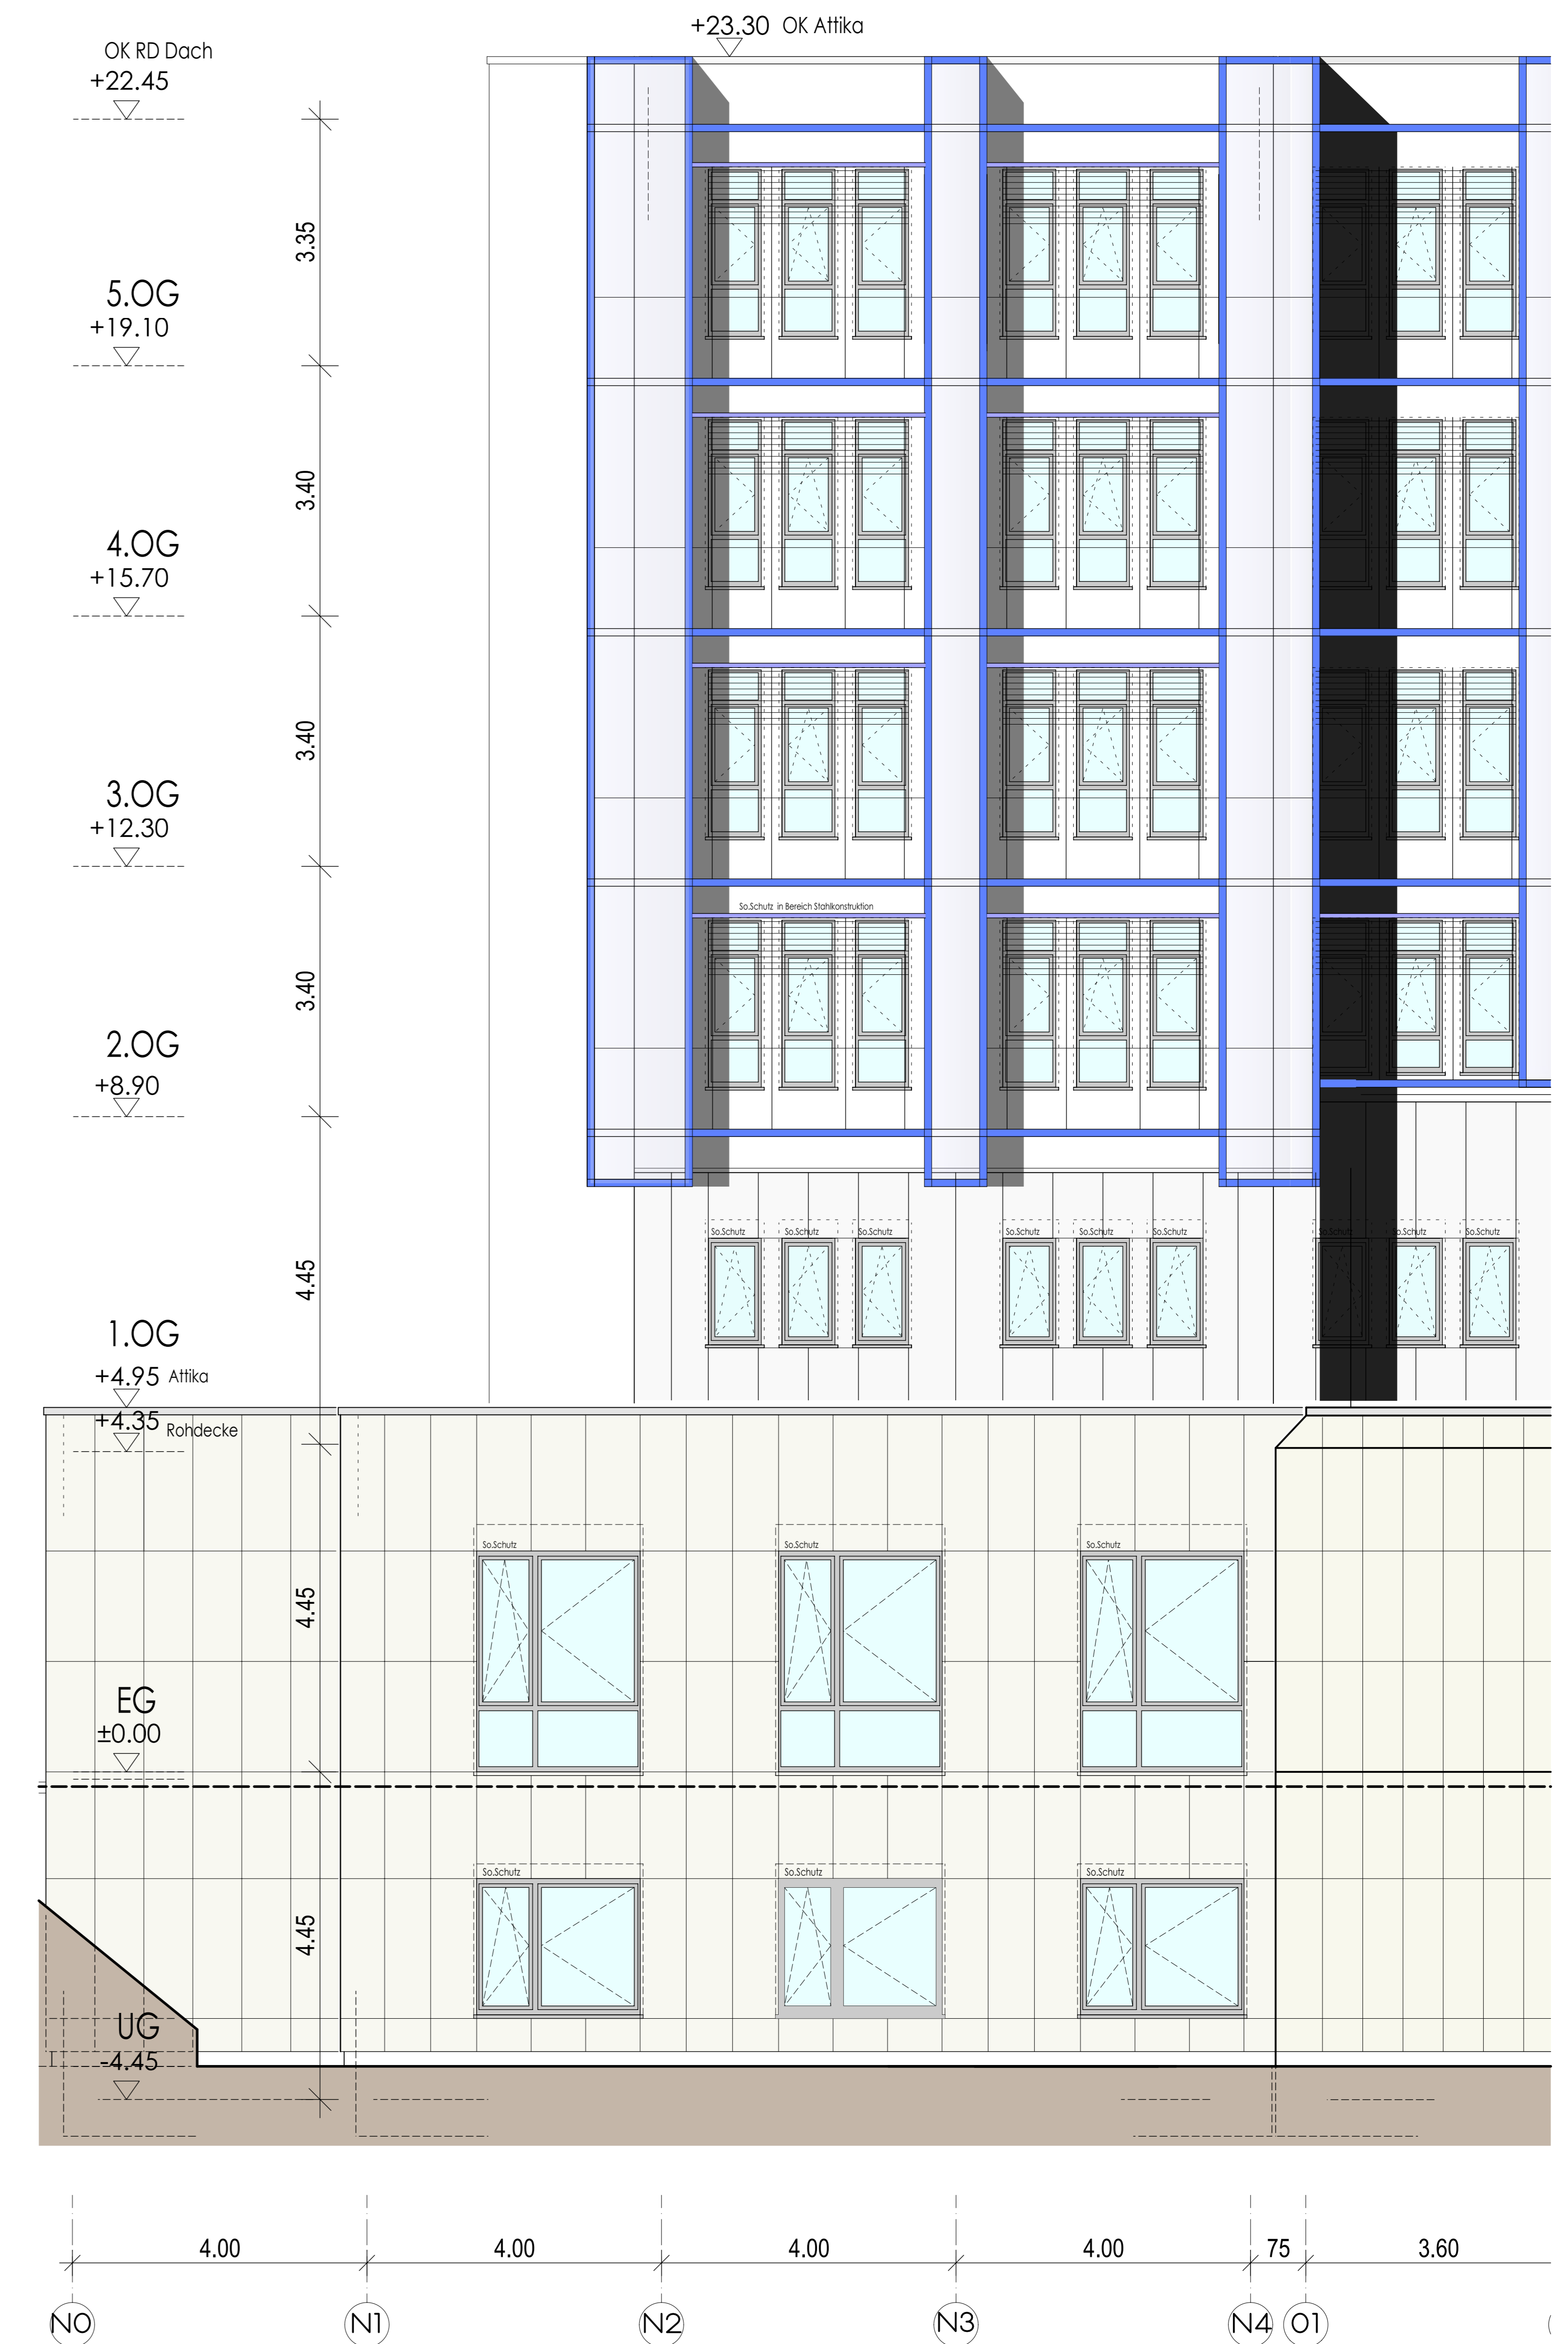 +23.30 OK Attika
OK RD Dach
+22.45
3.35
5.OG
+19.10
3.40
4.OG
+15.70
3.40
3.OG
+12.30
So.Schutz in Bereich Stahlkonstruktion
3.40
2.OG
+8.90
So.Schutz So.Schutz So.Schutz So.Schutz So.Schutz So.Schutz So.Schutz So.Schutz So.Schutz
4.45
1.OG
+4.95 Attika
+4.35 Rohdecke
So.Schutz So.Schutz So.Schutz
4.45
EG
±0.00
So.Schutz So.Schutz So.Schutz
4.45
UG
-4.45
4.00 4.00 4.00 4.00 75 3.60
N0 N1 N2 N3 N4 O1